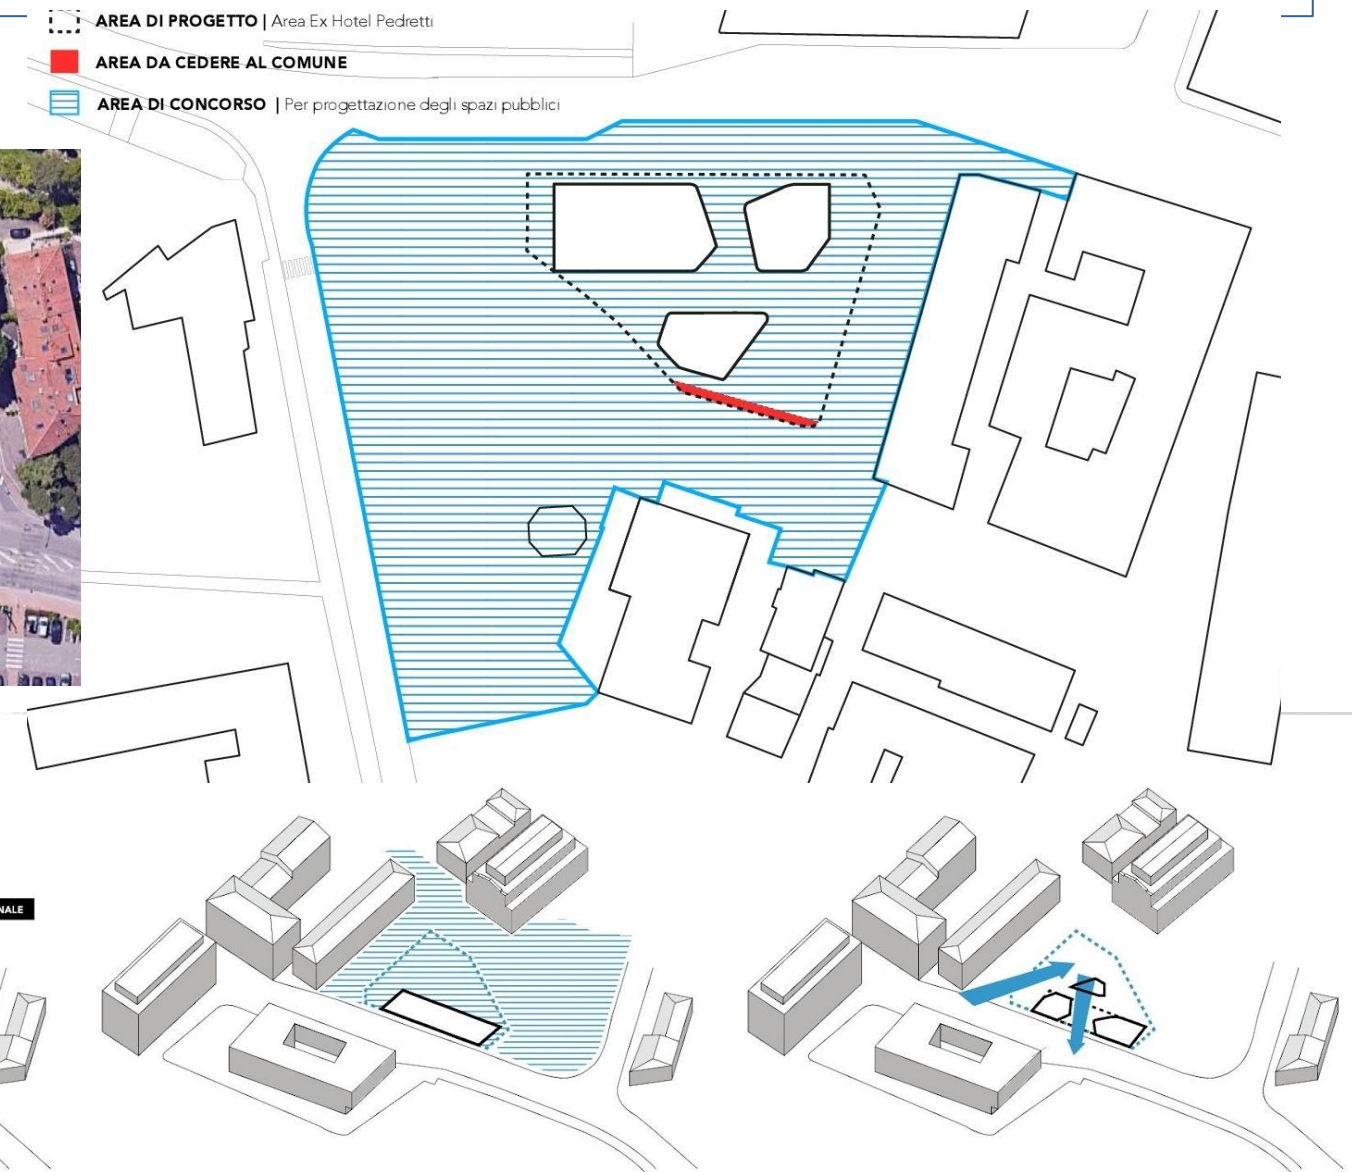 AREA DI PROGETTO | Area Ex Hotel Pedretti
AREA DA CEDERE AL COMUNE
AREA DI CONCORSO | Per progettazione degli spazi pubblici
NALE